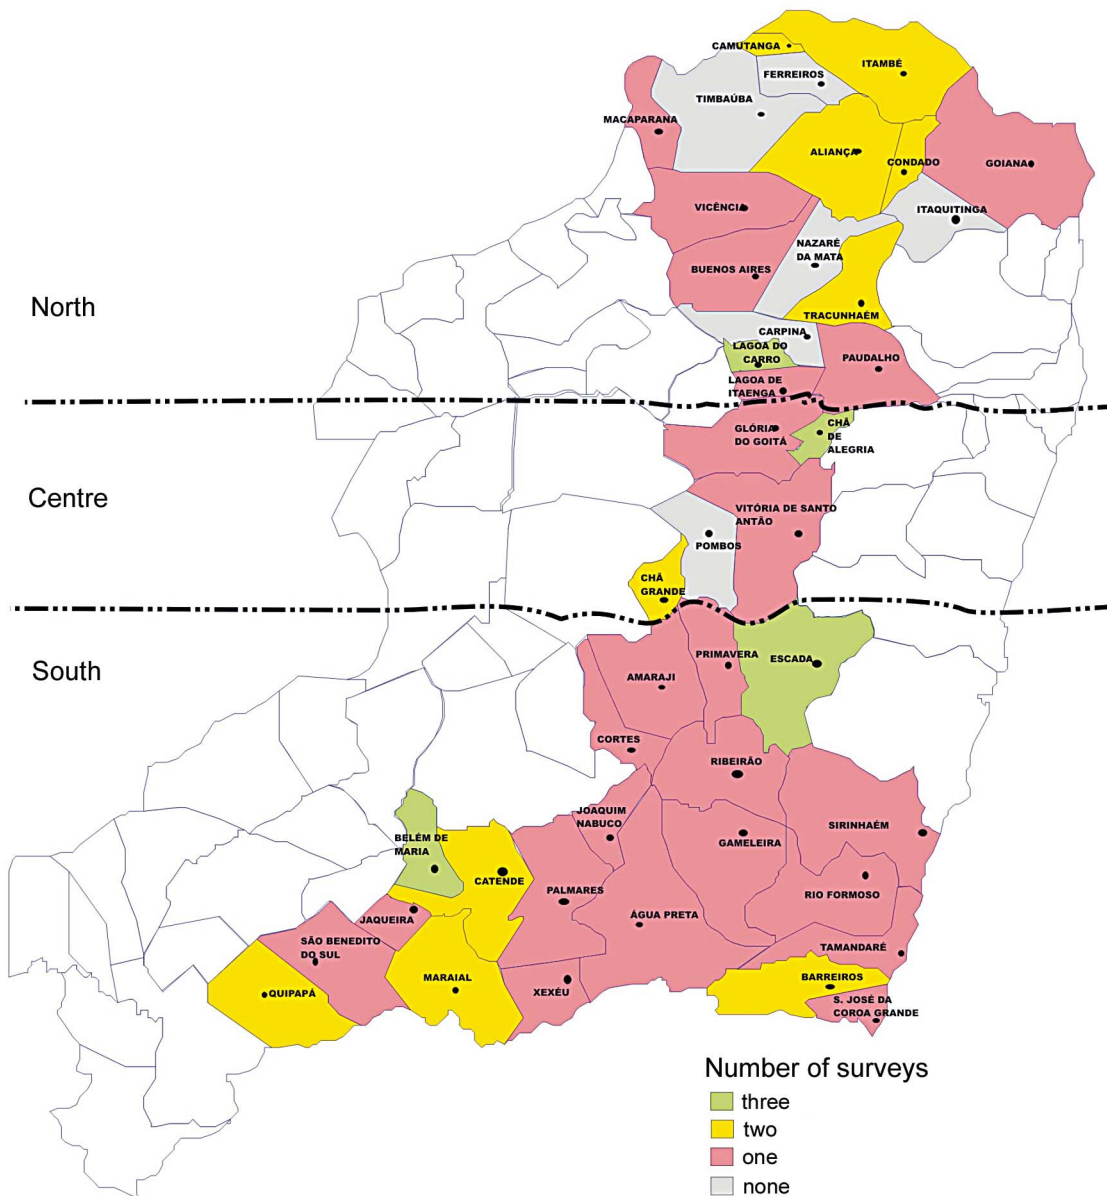 CAMUTANGA
ITAMBÉ
FERREIROS
TIMBAÚBA
MACAPARANA
ALIANÇA
CONDADO
GOIANA
VICÊNCIA
ITAQUITINGA
NAZARÉ
DA MATA
BUENOS AIRES
North
TRACUNHAÉM
CARPINA
LAGOA DO
CARRO
PAUDALHO
LAGOA DE
ITAENGA
GLÓRIA
DO GOITÁ
CHÃ
DE
ALEGRIA
Centre
VITÓRIA DE SANTO
ANTÃO
POMBOS
CHÃ
GRANDE
South
PRIMAVERA
ESCADA
AMARAJI
CORTES
RIBEIRÃO
JOAQUIM
NABUCO
SIRINHAÉM
BELÉM DE
MARIA
GAMELEIRA
CATENDE
PALMARES
RIO FORMOSO
JAQUEIRA
ÁGUA PRETA
SÃO BENEDITO
DO SUL
TAMANDARÉ
MARAIAL
XEXÉU
BARREIROS
QUIPAPÁ
S. JOSÉ DA
COROA GRANDE
Number of surveys
three
two
one
none